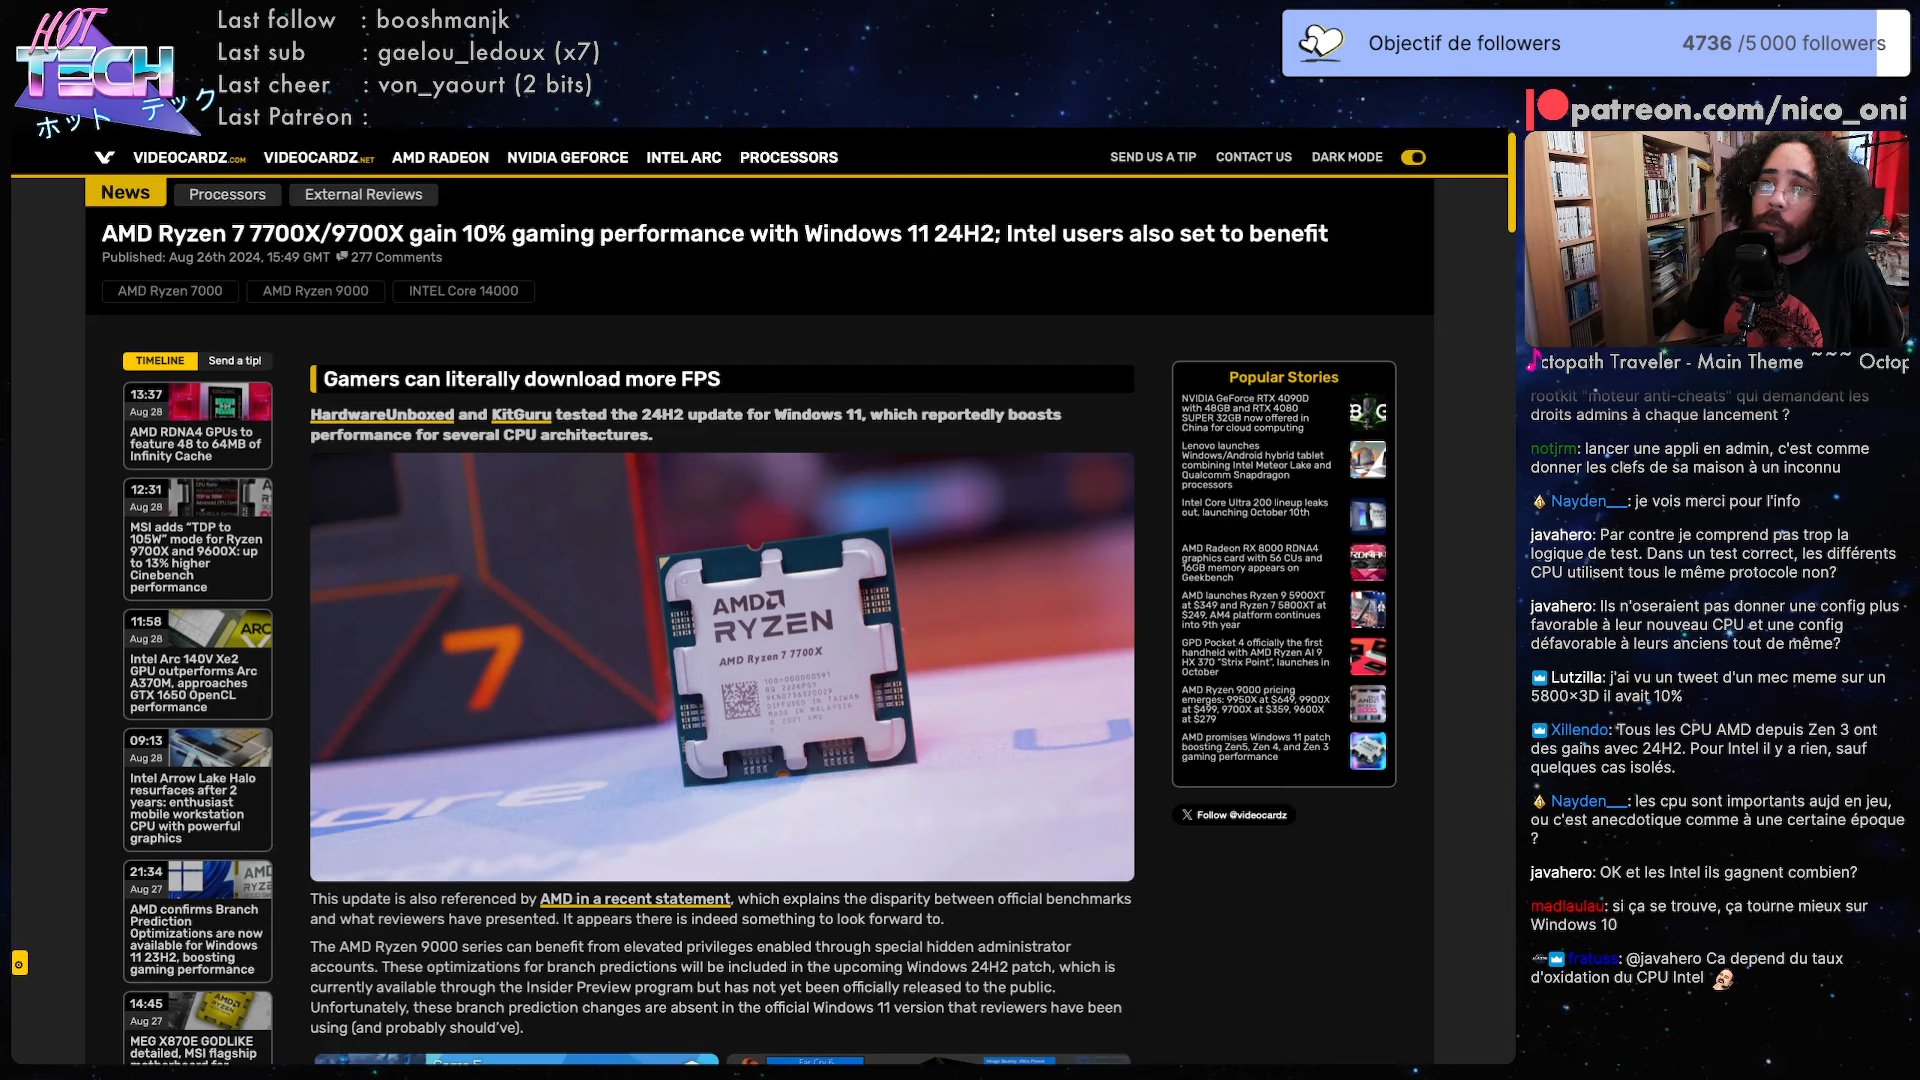 HOT
TECH
ホット テック
Last follow : booshmanjk
Last sub : gaelou_ledoux (x7)
Last cheer : von_yaourt (2 bits)
Last Patreon :
Objectif de followers
4736 /5 000 followers
patreon.com/nico_oni
VIDEOCARDZ.COM VIDEOCARDZ.NET AMD RADEON NVIDIA GEFORCE INTEL ARC PROCESSORS
SEND US A TIP CONTACT US DARK MODE
News Processors External Reviews
AMD Ryzen 7 7700X/9700X gain 10% gaming performance with Windows 11 24H2; Intel users also set to benefit
Published: Aug 26th 2024, 15:49 GMT 277 Comments
AMD Ryzen 7000 AMD Ryzen 9000 INTEL Core 14000
TIMELINE Send a tip!
13:37
Aug 28
AMD RDNA4 GPUs to
feature 48 to 64MB of
Infinity Cache
12:31
Aug 28
MSI adds “TDP to
105W” mode for Ryzen
9700X and 9600X: up
to 13% higher
Cinebench
performance
11:58
Aug 28
ARC
Intel Arc 140V Xe2
GPU outperforms Arc
A370M, approaches
GTX 1650 OpenCL
performance
09:13
Aug 28
Intel Arrow Lake Halo
resurfaces after 2
years: enthusiast
mobile workstation
CPU with powerful
graphics
21:34
Aug 27
AMD confirms Branch
Prediction
Optimizations are now
available for Windows
11 23H2, boosting
gaming performance
14:45
Aug 27
MEG X870E GODLIKE
detailed, MSI flagship
Gamers can literally download more FPS
HardwareUnboxed and KitGuru tested the 24H2 update for Windows 11, which reportedly boosts
performance for several CPU architectures.
7
AMD
RYZEN
AMD Ryzen 7 7700X
100-000000591
BG 2226PGY
DIFFUSED IN TAIWAN
MADE IN MALAYSIA
© 2021 AMD
This update is also referenced by AMD in a recent statement, which explains the disparity between official benchmarks
and what reviewers have presented. It appears there is indeed something to look forward to.
The AMD Ryzen 9000 series can benefit from elevated privileges enabled through special hidden administrator
accounts. These optimizations for branch predictions will be included in the upcoming Windows 24H2 patch, which is
currently available through the Insider Preview program but has not yet been officially released to the public.
Unfortunately, these branch prediction changes are absent in the official Windows 11 version that reviewers have been
using (and probably should’ve).
Far Cry 6
Popular Stories
NVIDIA GeForce RTX 4090D
with 48GB and RTX 4080
SUPER 32GB now offered in
China for cloud computing
Lenovo launches
Windows/Android hybrid tablet
combining Intel Meteor Lake and
Qualcomm Snapdragon
processors
Intel Core Ultra 200 lineup leaks
out, launching October 10th
AMD Radeon RX 8000 RDNA4
graphics card with 56 CUs and
16GB memory appears on
Geekbench
AMD launches Ryzen 9 5900XT
at $349 and Ryzen 7 5800XT at
$249, AM4 platform continues
into 9th year
GPD Pocket 4 officially the first
handheld with AMD Ryzen AI 9
HX 370 “Strix Point”, launches in
October
AMD Ryzen 9000 pricing
emerges: 9950X at $649, 9900X
at $499, 9700X at $359, 9600X
at $279
AMD promises Windows 11 patch
boosting Zen5, Zen 4, and Zen 3
gaming performance
X Follow @videocardz
ctopath Traveler - Main Theme ~~~ Octop
rootkit "moteur anti-cheats" qui demandent les
droits admins à chaque lancement ?
notjrm: lancer une appli en admin, c'est comme
donner les clefs de sa maison à un inconnu
Nayden__: je vois merci pour l'info
javahero: Par contre je comprend pas trop la
logique de test. Dans un test correct, les différents
CPU utilisent tous le même protocole non?
javahero: Ils n'oseraient pas donner une config plus
favorable à leur nouveau CPU et une config
défavorable à leurs anciens tout de même?
Lutzilla: j'ai vu un tweet d'un mec meme sur un
5800x3D il avait 10%
Xillendo: Tous les CPU AMD depuis Zen 3 ont
des gains avec 24H2. Pour Intel il y a rien, sauf
quelques cas isolés.
Nayden__: les cpu sont importants aujd en jeu,
ou c'est anecdotique comme à une certaine époque
?
javahero: OK et les Intel ils gagnent combien?
madlaulau: si ça se trouve, ça tourne mieux sur
Windows 10
fratuss: @javahero Ca depend du taux
d'oxidation du CPU Intel